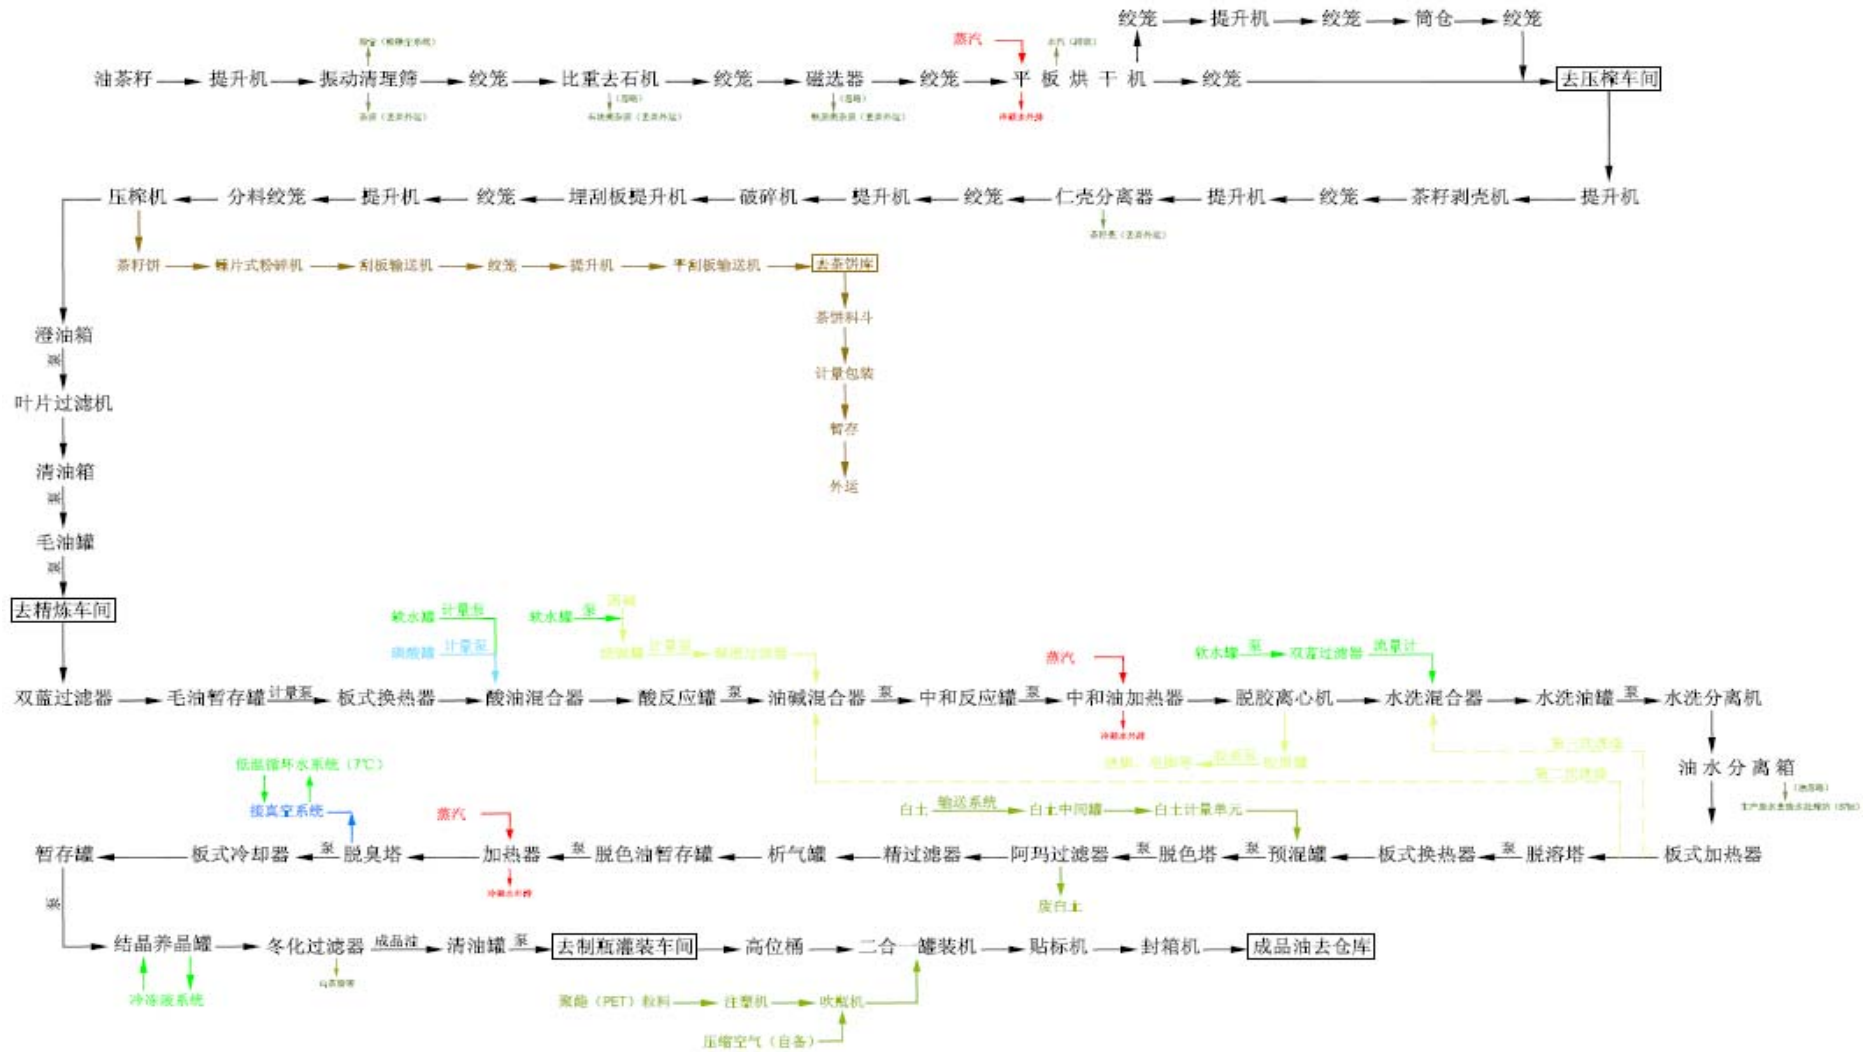 绞笼 提升机 绞笼 筒仓 绞笼
蒸汽
油茶籽 提升机 振动清理筛 绞笼 比重去石机 绞笼 磁选器 绞笼 平板烘干机 绞笼 去压榨车间
冷凝水外排
压榨机 分料绞笼 提升机 绞笼 埋刮板提升机 破碎机 提升机 绞笼 仁壳分离器 提升机 绞笼 茶籽剥壳机 提升机
茶籽饼 锤片式粉碎机 刮板输送机 绞笼 提升机 平刮板输送机 去茶饼库
茶饼料斗
澄油箱
泵
计量包装
叶片过滤机
暂存
清油箱
外运
泵
毛油罐
泵
去精炼车间
软水罐 计量泵 软水罐 泵
磷酸罐 计量泵 计量泵
蒸汽 软水罐 泵 双蓝过滤器 流量计
双蓝过滤器 毛油暂存罐 计量泵 板式换热器 酸油混合器 酸反应罐 泵 油碱混合器 泵 中和反应罐 泵 中和油加热器 脱胶离心机 水洗混合器 水洗油罐 泵 水洗分离机
冷凝水外排
低温循环水系统（7℃） 油水分离箱
接真空系统 蒸汽 白土 输送系统 白土中间罐 白土计量单元
暂存罐 板式冷却器 泵 脱臭塔 加热器 泵 脱色油暂存罐 析气罐 精过滤器 阿玛过滤器 泵 脱色塔 泵 预混罐 板式换热器 泵 脱溶塔 板式加热器
冷凝水外排
泵 废白土
结晶养晶罐 冬化过滤器 成品油 清油罐 泵 去制瓶灌装车间 高位桶 二合一罐装机 贴标机 封箱机 成品油去仓库
冷冻液系统 聚酯（PET）粒料 注塑机 吹瓶机
压缩空气（自备）